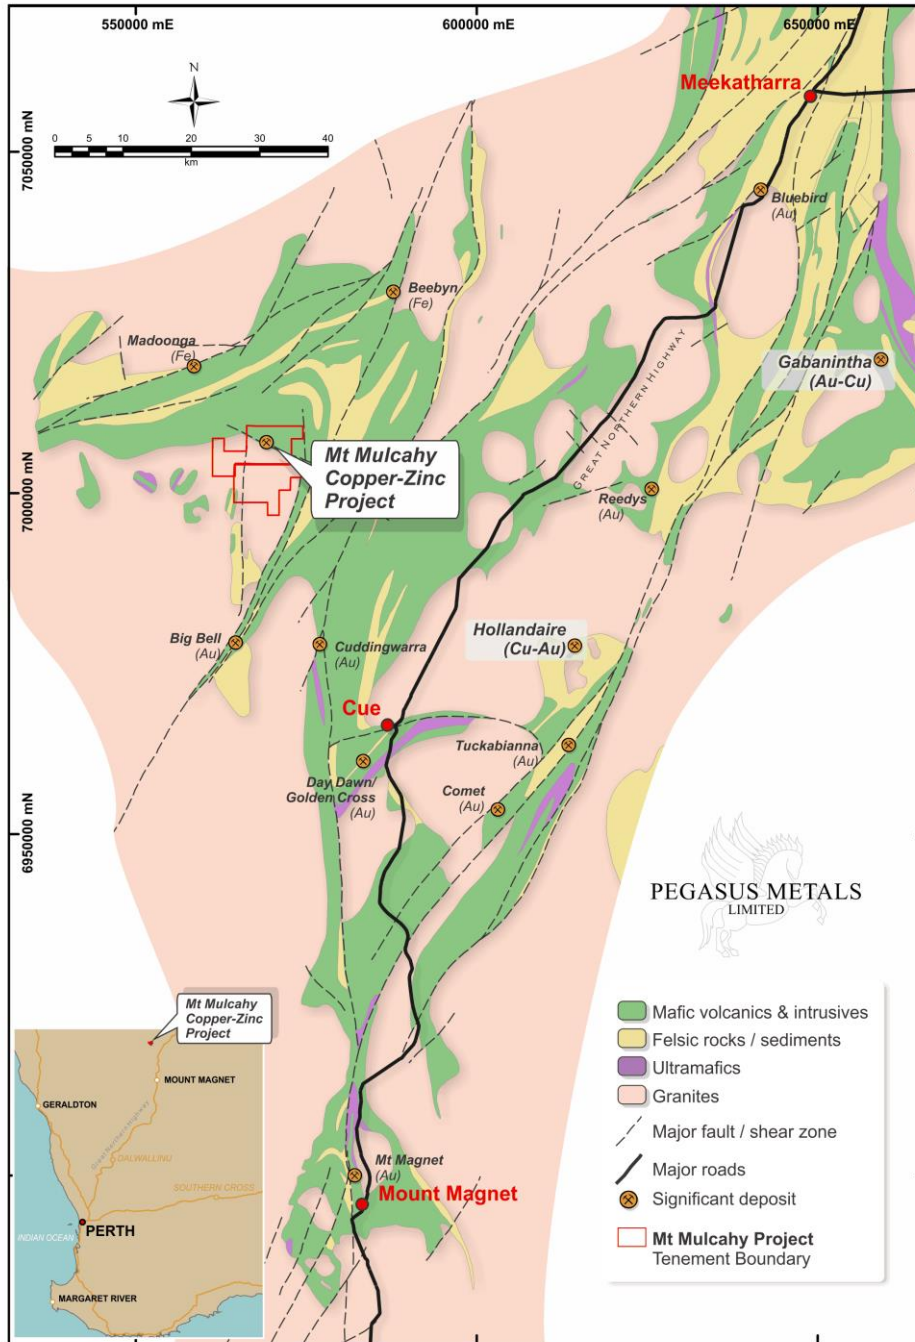 550000 mE
600000 mE
650000 mE
Meekatharra
N
0 10 20 30 40
5
km
7050000 mN
Bluebird
(Au)
Beebyn
(Fe)
Madoonga
(Fe)
GREAT NORTHERN HIGHWAY
Gabanintha
(Au-Cu)
Mt Mulcahy
Copper-Zinc
Project
7000000 mN
Reedys
(Au)
Big Bell
(Au)
Cuddingwarra
(Au)
Hollandaire
(Cu-Au)
Cue
Tuckabianna
(Au)
Day Dawn/
Golden Cross
(Au)
Comet
(Au)
6950000 mN
PEGASUS METALS
LIMITED
Mafic volcanics & intrusives
Felsic rocks / sediments
Ultramafics
Granites
Major fault / shear zone
Major roads
Significant deposit
Mt Mulcahy Project
Tenement Boundary
Mt Magnet
(Au)
Mount Magnet
Mt Mulcahy
Copper-Zinc
Project
MOUNT MAGNET
GERALDTON
Great Northern Highway
DALWALLINU
SOUTHERN CROSS
PERTH
INDIAN OCEAN
MARGARET RIVER